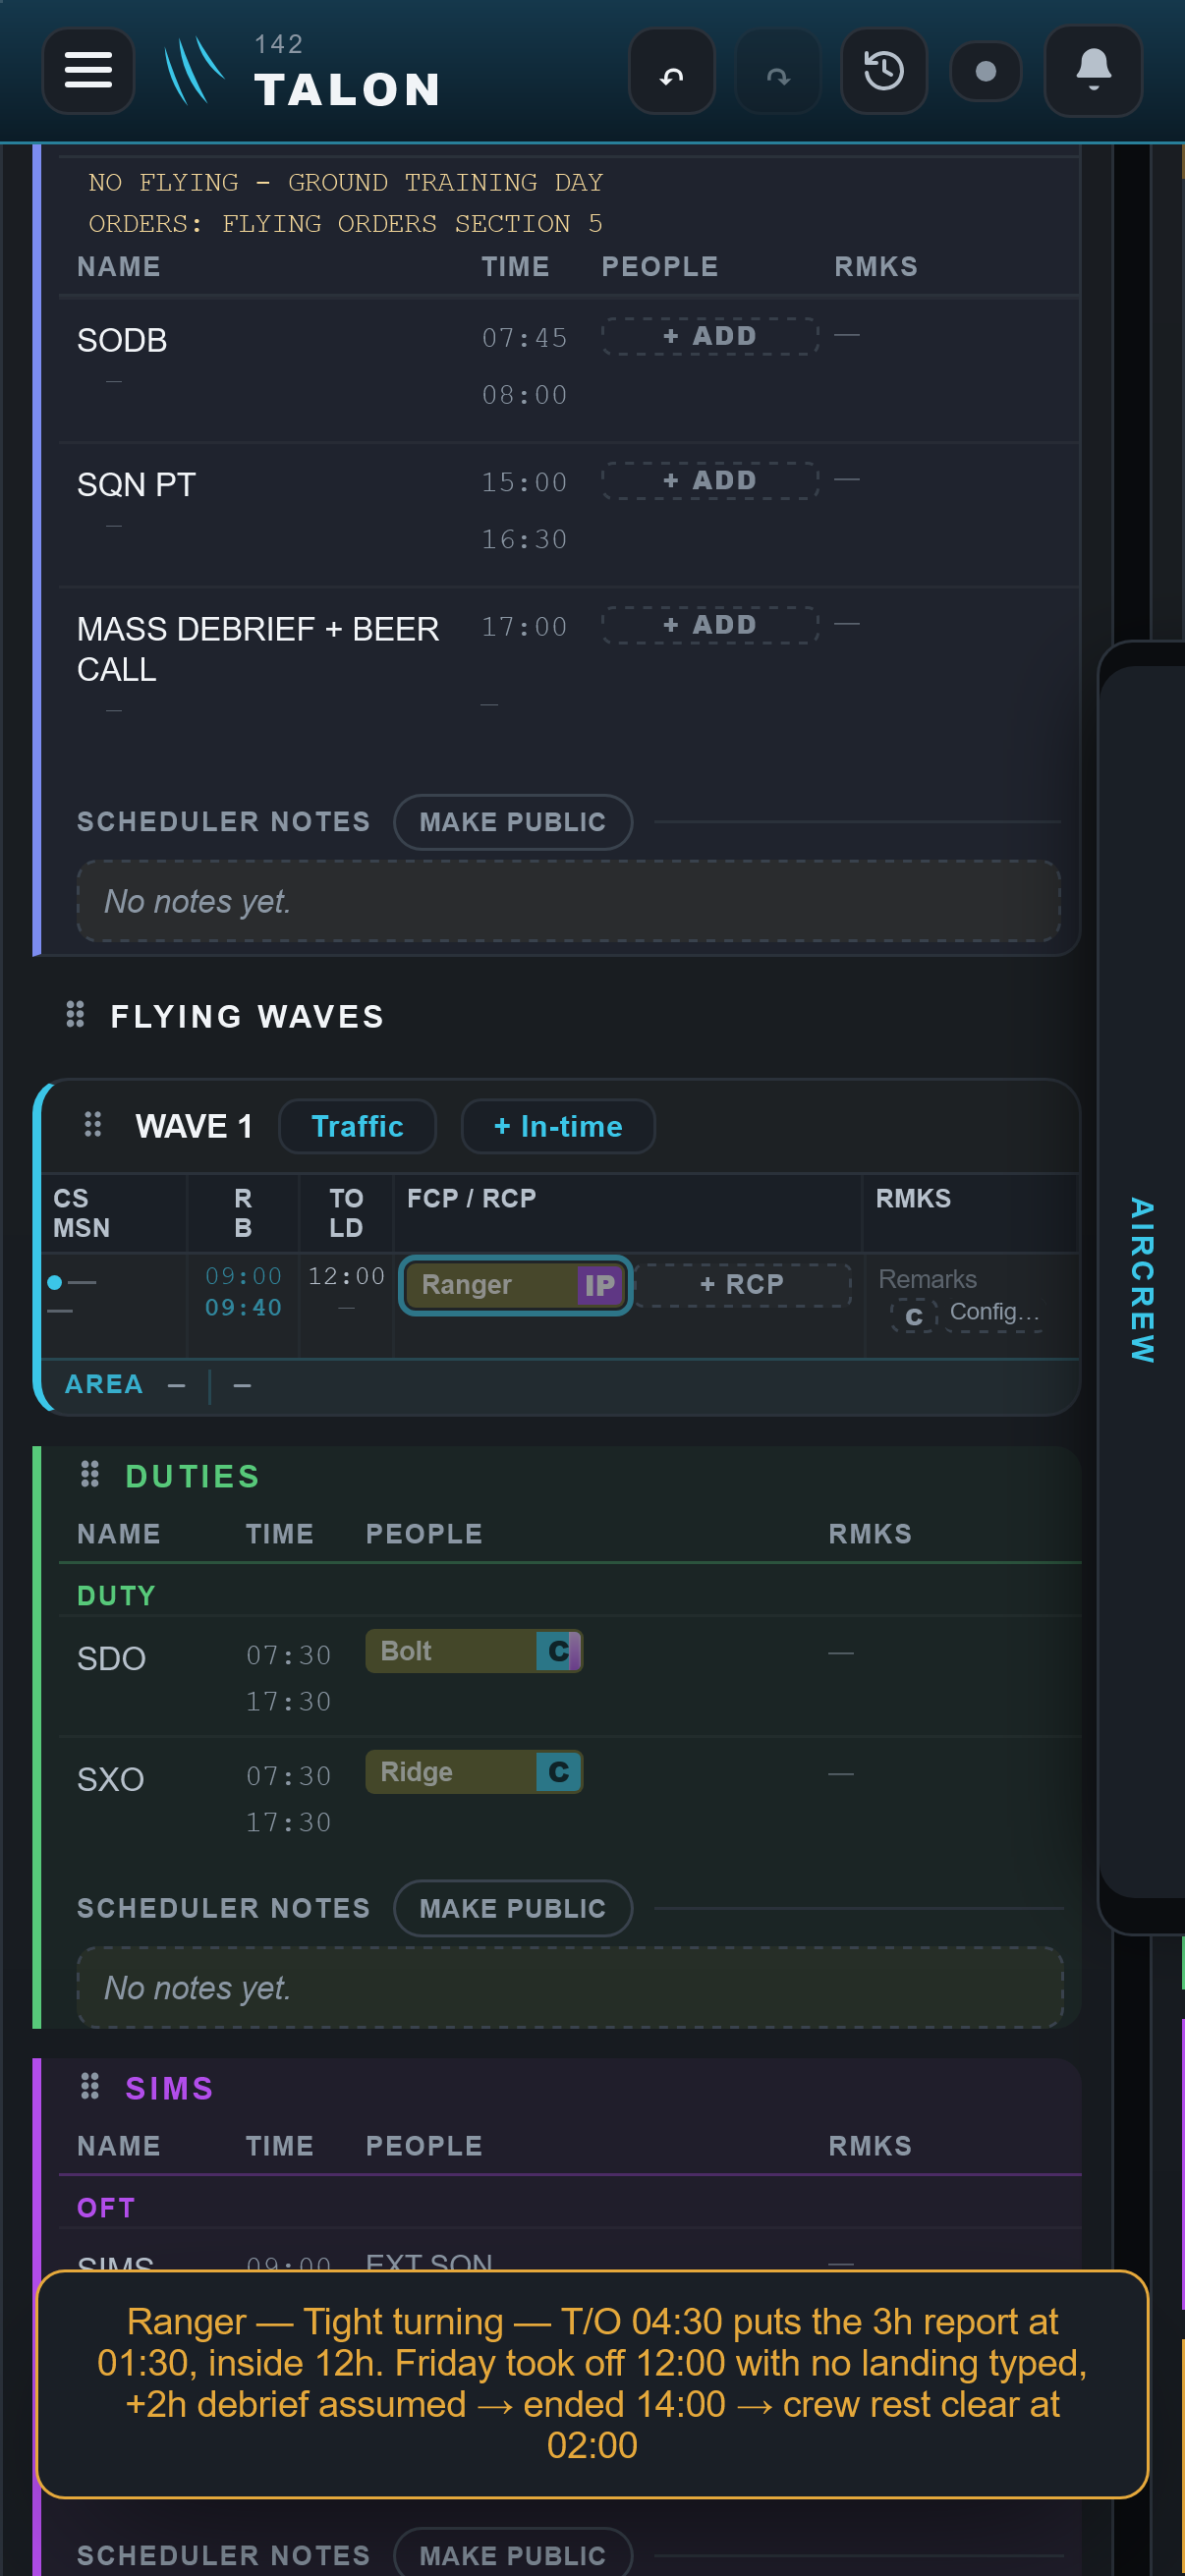 142
TALON
NO FLYING - GROUND TRAINING DAY
ORDERS: FLYING ORDERS SECTION 5
NAME TIME PEOPLE RMKS
SODB 07:45 + ADD —
— 08:00
SQN PT 15:00 + ADD —
— 16:30
MASS DEBRIEF + BEER 17:00 + ADD —
CALL
— —
SCHEDULER NOTES MAKE PUBLIC
No notes yet.
FLYING WAVES
WAVE 1 Traffic + In-time
CS R TO FCP / RCP RMKS
MSN B LD
— 09:00 12:00 Ranger IP + RCP Remarks
— 09:40 — C Config...
AREA — | —
AIRCREW
DUTIES
NAME TIME PEOPLE RMKS
DUTY
SDO 07:30 Bolt C —
17:30
SXO 07:30 Ridge C —
17:30
SCHEDULER NOTES MAKE PUBLIC
No notes yet.
SIMS
NAME TIME PEOPLE RMKS
OFT
SIMS 09:00 EXT SQN —
Ranger — Tight turning — T/O 04:30 puts the 3h report at
01:30, inside 12h. Friday took off 12:00 with no landing typed,
+2h debrief assumed → ended 14:00 → crew rest clear at
02:00
SCHEDULER NOTES MAKE PUBLIC